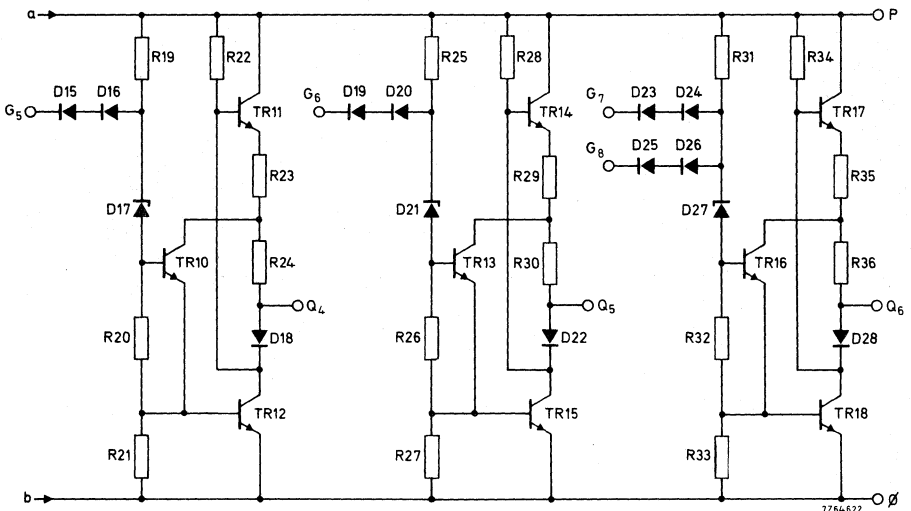 a P
R19 R22 R25 R28 R31 R34
D15 D16 D19 D20 D23 D24
G5 TR11 G6 TR14 G7 TR17
G8 D25 D26
R23 R29 R35
D17 D21 D27
TR10 R24 TR13 R30 TR16 R36
Q4 Q5 Q6
R20 D18 R26 D22 R32 D28
TR12 TR15 TR18
R21 R27 R33
b Ø
7764622